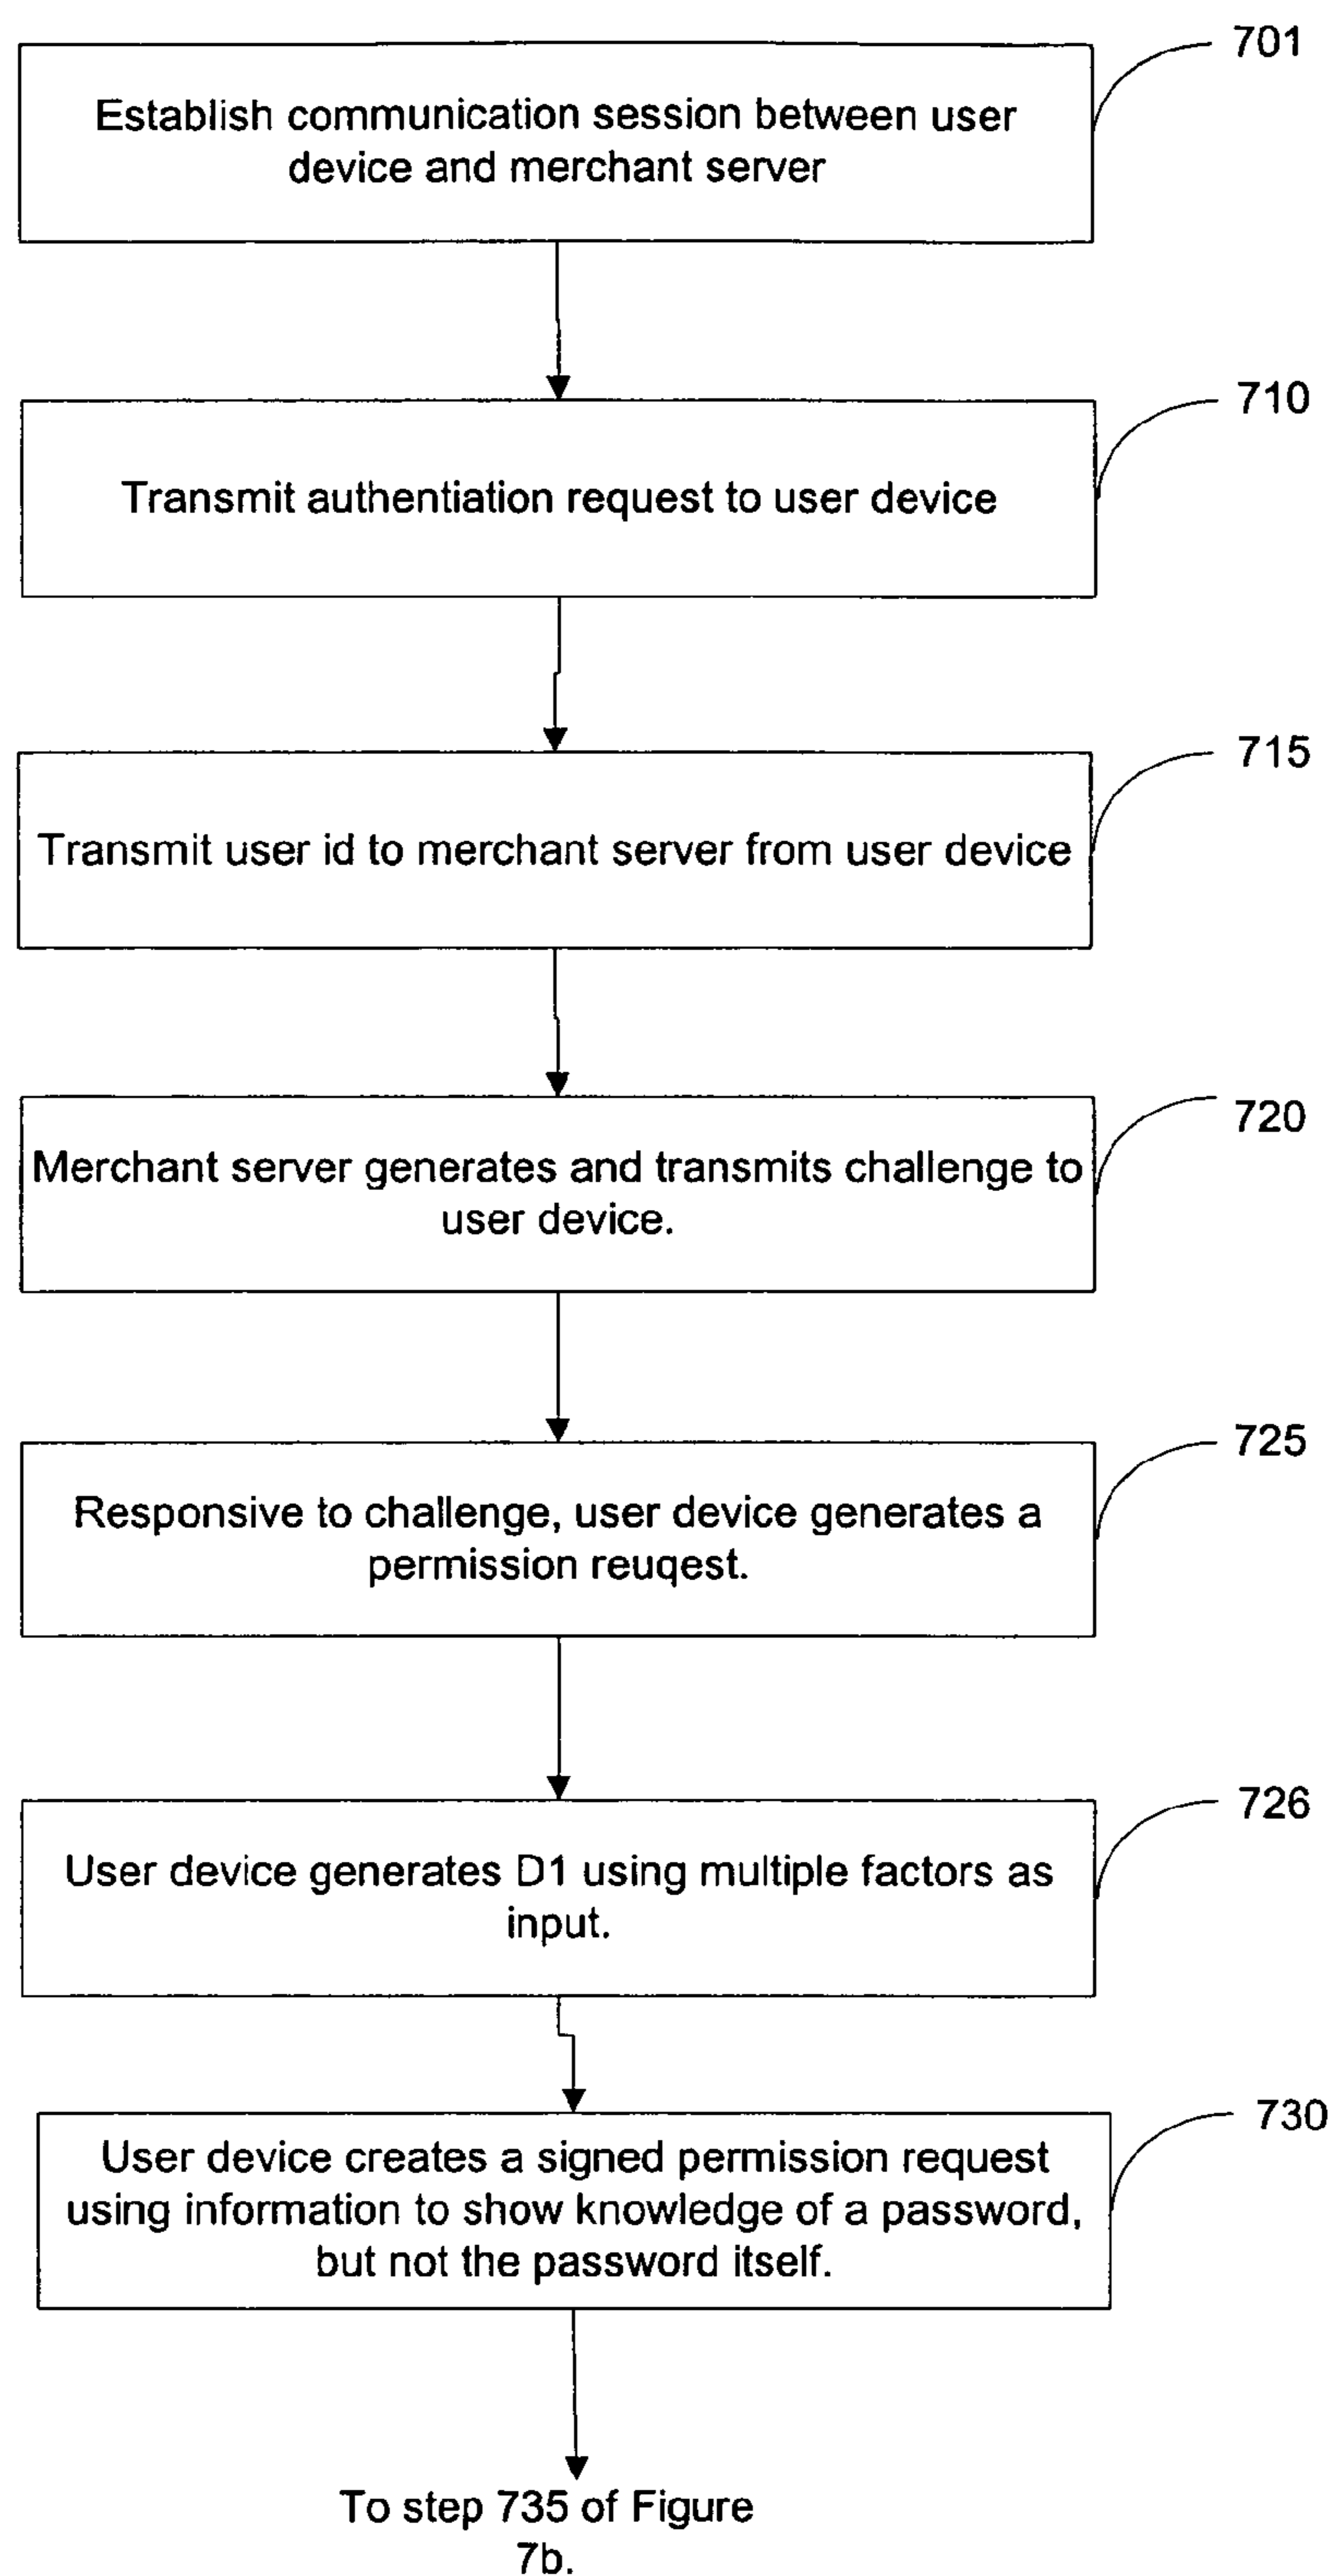 701
Establish communication session between user
device and merchant server
710
Transmit authentiation request to user device
715
Transmit user id to merchant server from user device
720
Merchant server generates and transmits challenge to
user device.
725
Responsive to challenge, user device generates a
permission reuqest.
726
User device generates D1 using multiple factors as
input.
730
User device creates a signed permission request
using information to show knowledge of a password,
but not the password itself.
To step 735 of Figure
7b.